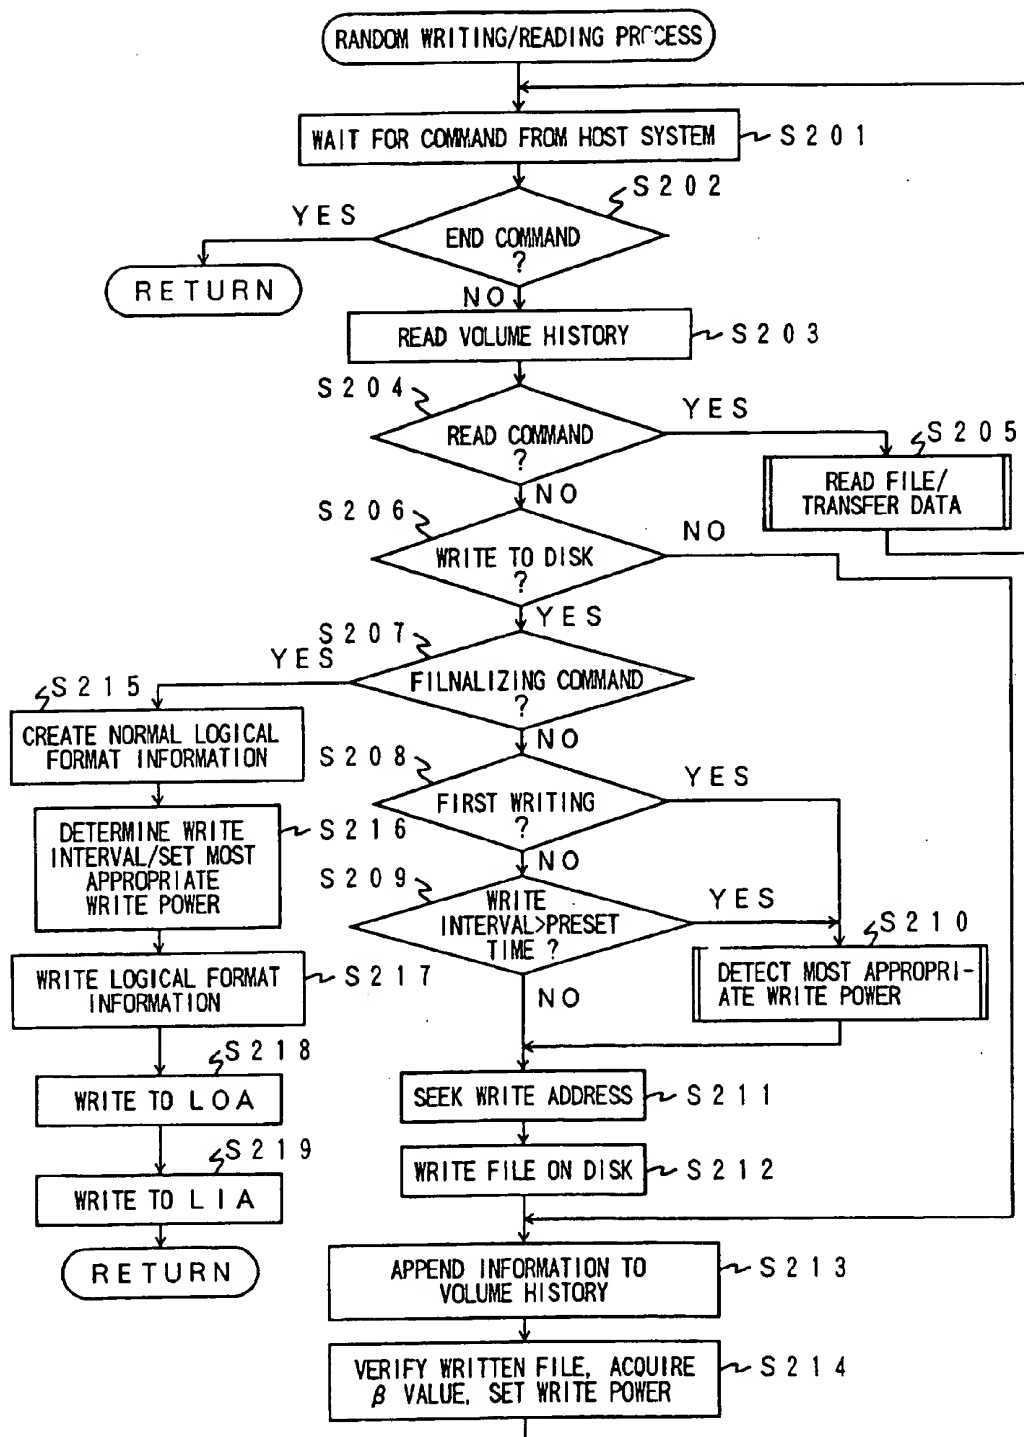 RANDOM WRITING/READING PROCESS
WAIT FOR COMMAND FROM HOST SYSTEM
S201
S202
YES
END COMMAND
?
RETURN
NO
READ VOLUME HISTORY
S203
S204
YES
READ COMMAND
?
S205
READ FILE/
TRANSFER DATA
NO
S206
NO
WRITE TO DISK
?
YES
S207
YES
FILNALIZING COMMAND
?
S215
CREATE NORMAL LOGICAL
FORMAT INFORMATION
NO
S208
YES
FIRST WRITING
?
DETERMINE WRITE
INTERVAL/SET MOST
APPROPRIATE
WRITE POWER
S216
NO
S209
YES
WRITE
INTERVAL>PRESET
TIME ?
S210
DETECT MOST APPROPRI-
ATE WRITE POWER
WRITE LOGICAL FORMAT
INFORMATION
S217
NO
S218
WRITE TO LOA
SEEK WRITE ADDRESS
S211
S219
WRITE TO LIA
WRITE FILE ON DISK
S212
RETURN
APPEND INFORMATION TO
VOLUME HISTORY
S213
VERIFY WRITTEN FILE, ACQUIRE
β VALUE, SET WRITE POWER
S214